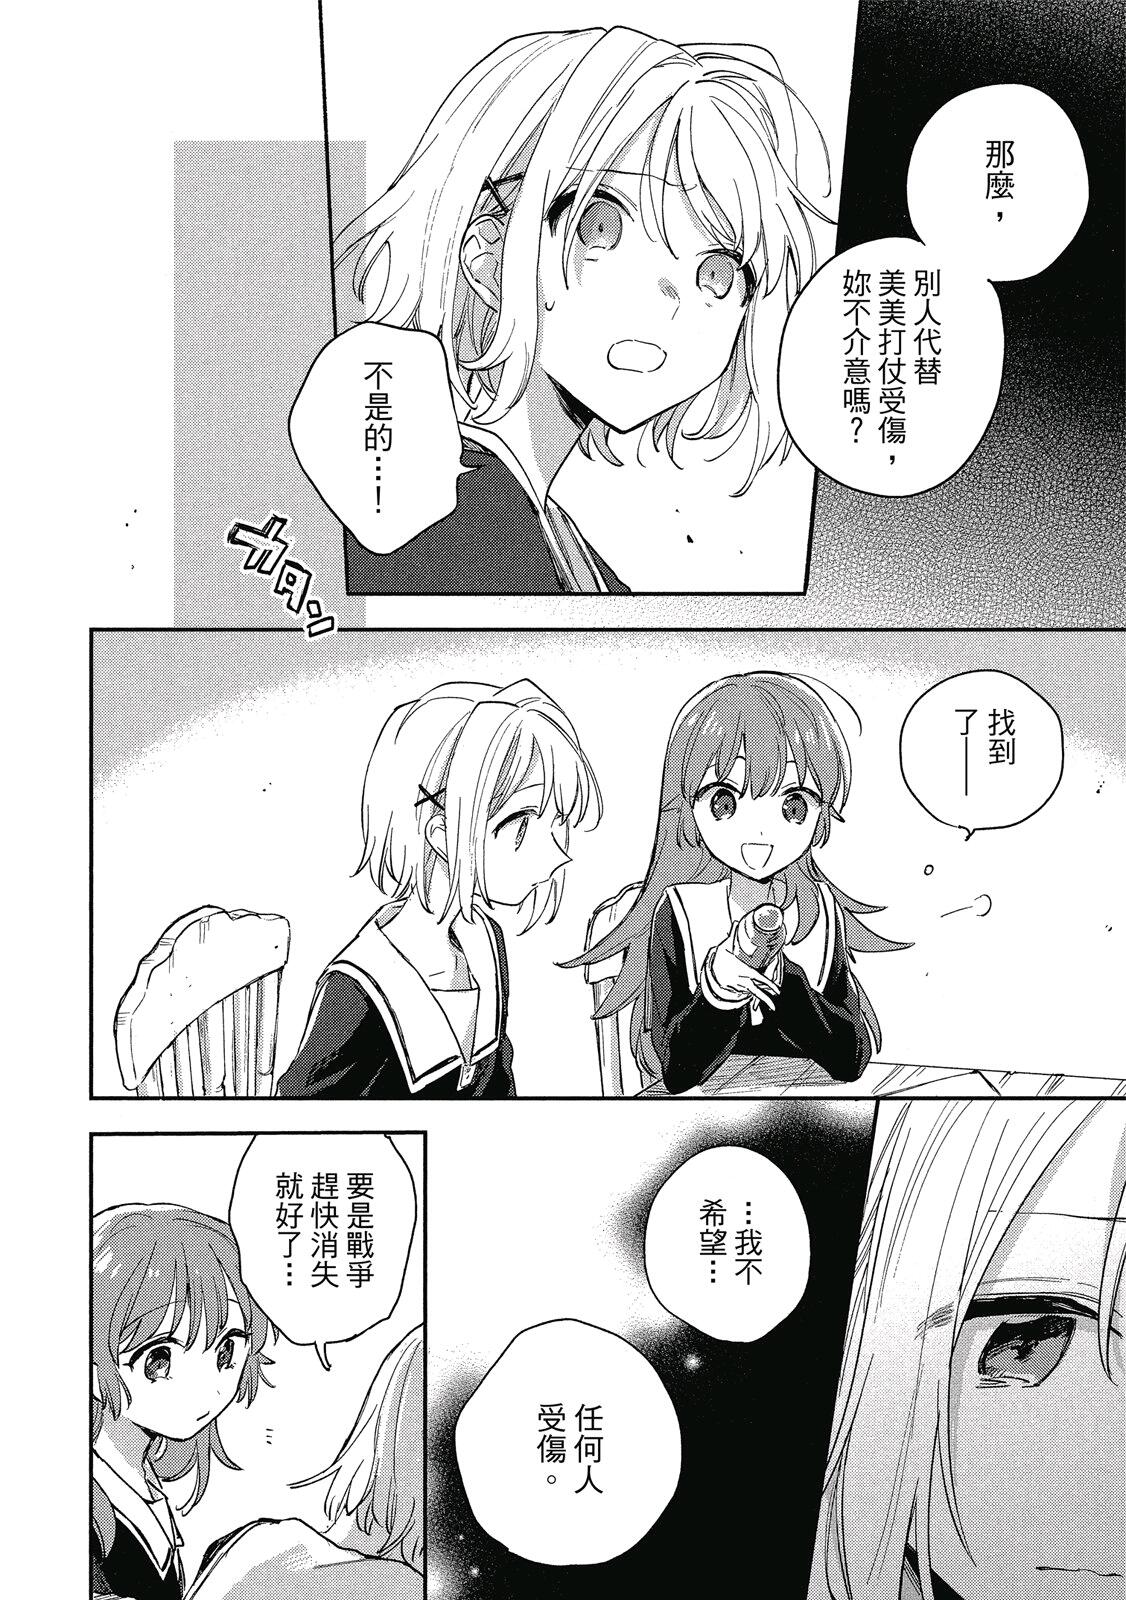 那麼，
別人代替
美美打仗受傷，
妳不介意嗎？
不是的…！
ガタン
找到
了──
…我不
希望…
任何人
受傷。
要是戰爭
趕快消失
就好了…